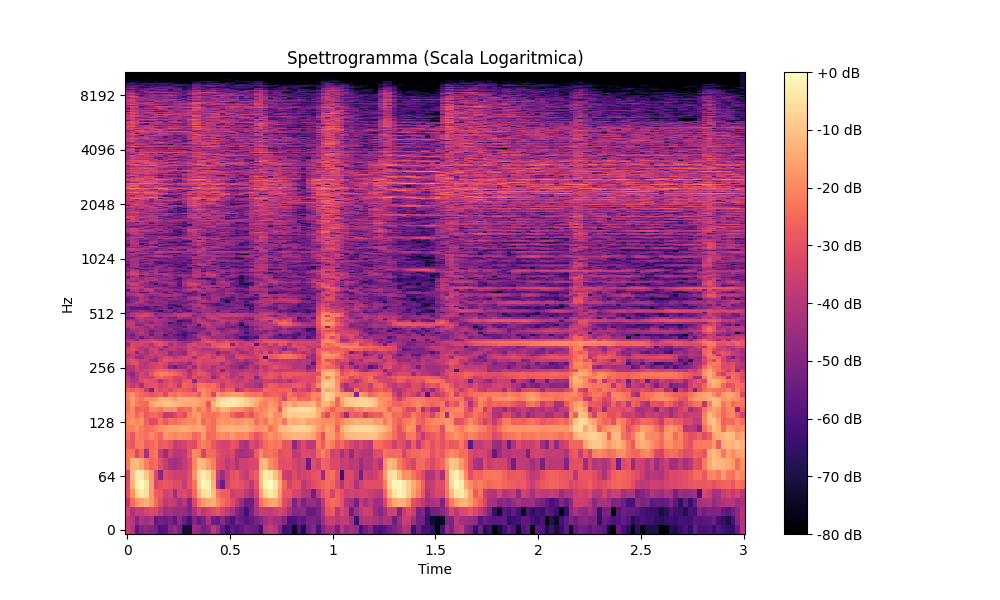 Spettrogramma (Scala Logaritmica)
8192
4096
2048
1024
512
256
128
64
0
Hz
0
0.5
1
1.5
2
2.5
3
Time
+0 dB
-10 dB
-20 dB
-30 dB
-40 dB
-50 dB
-60 dB
-70 dB
-80 dB